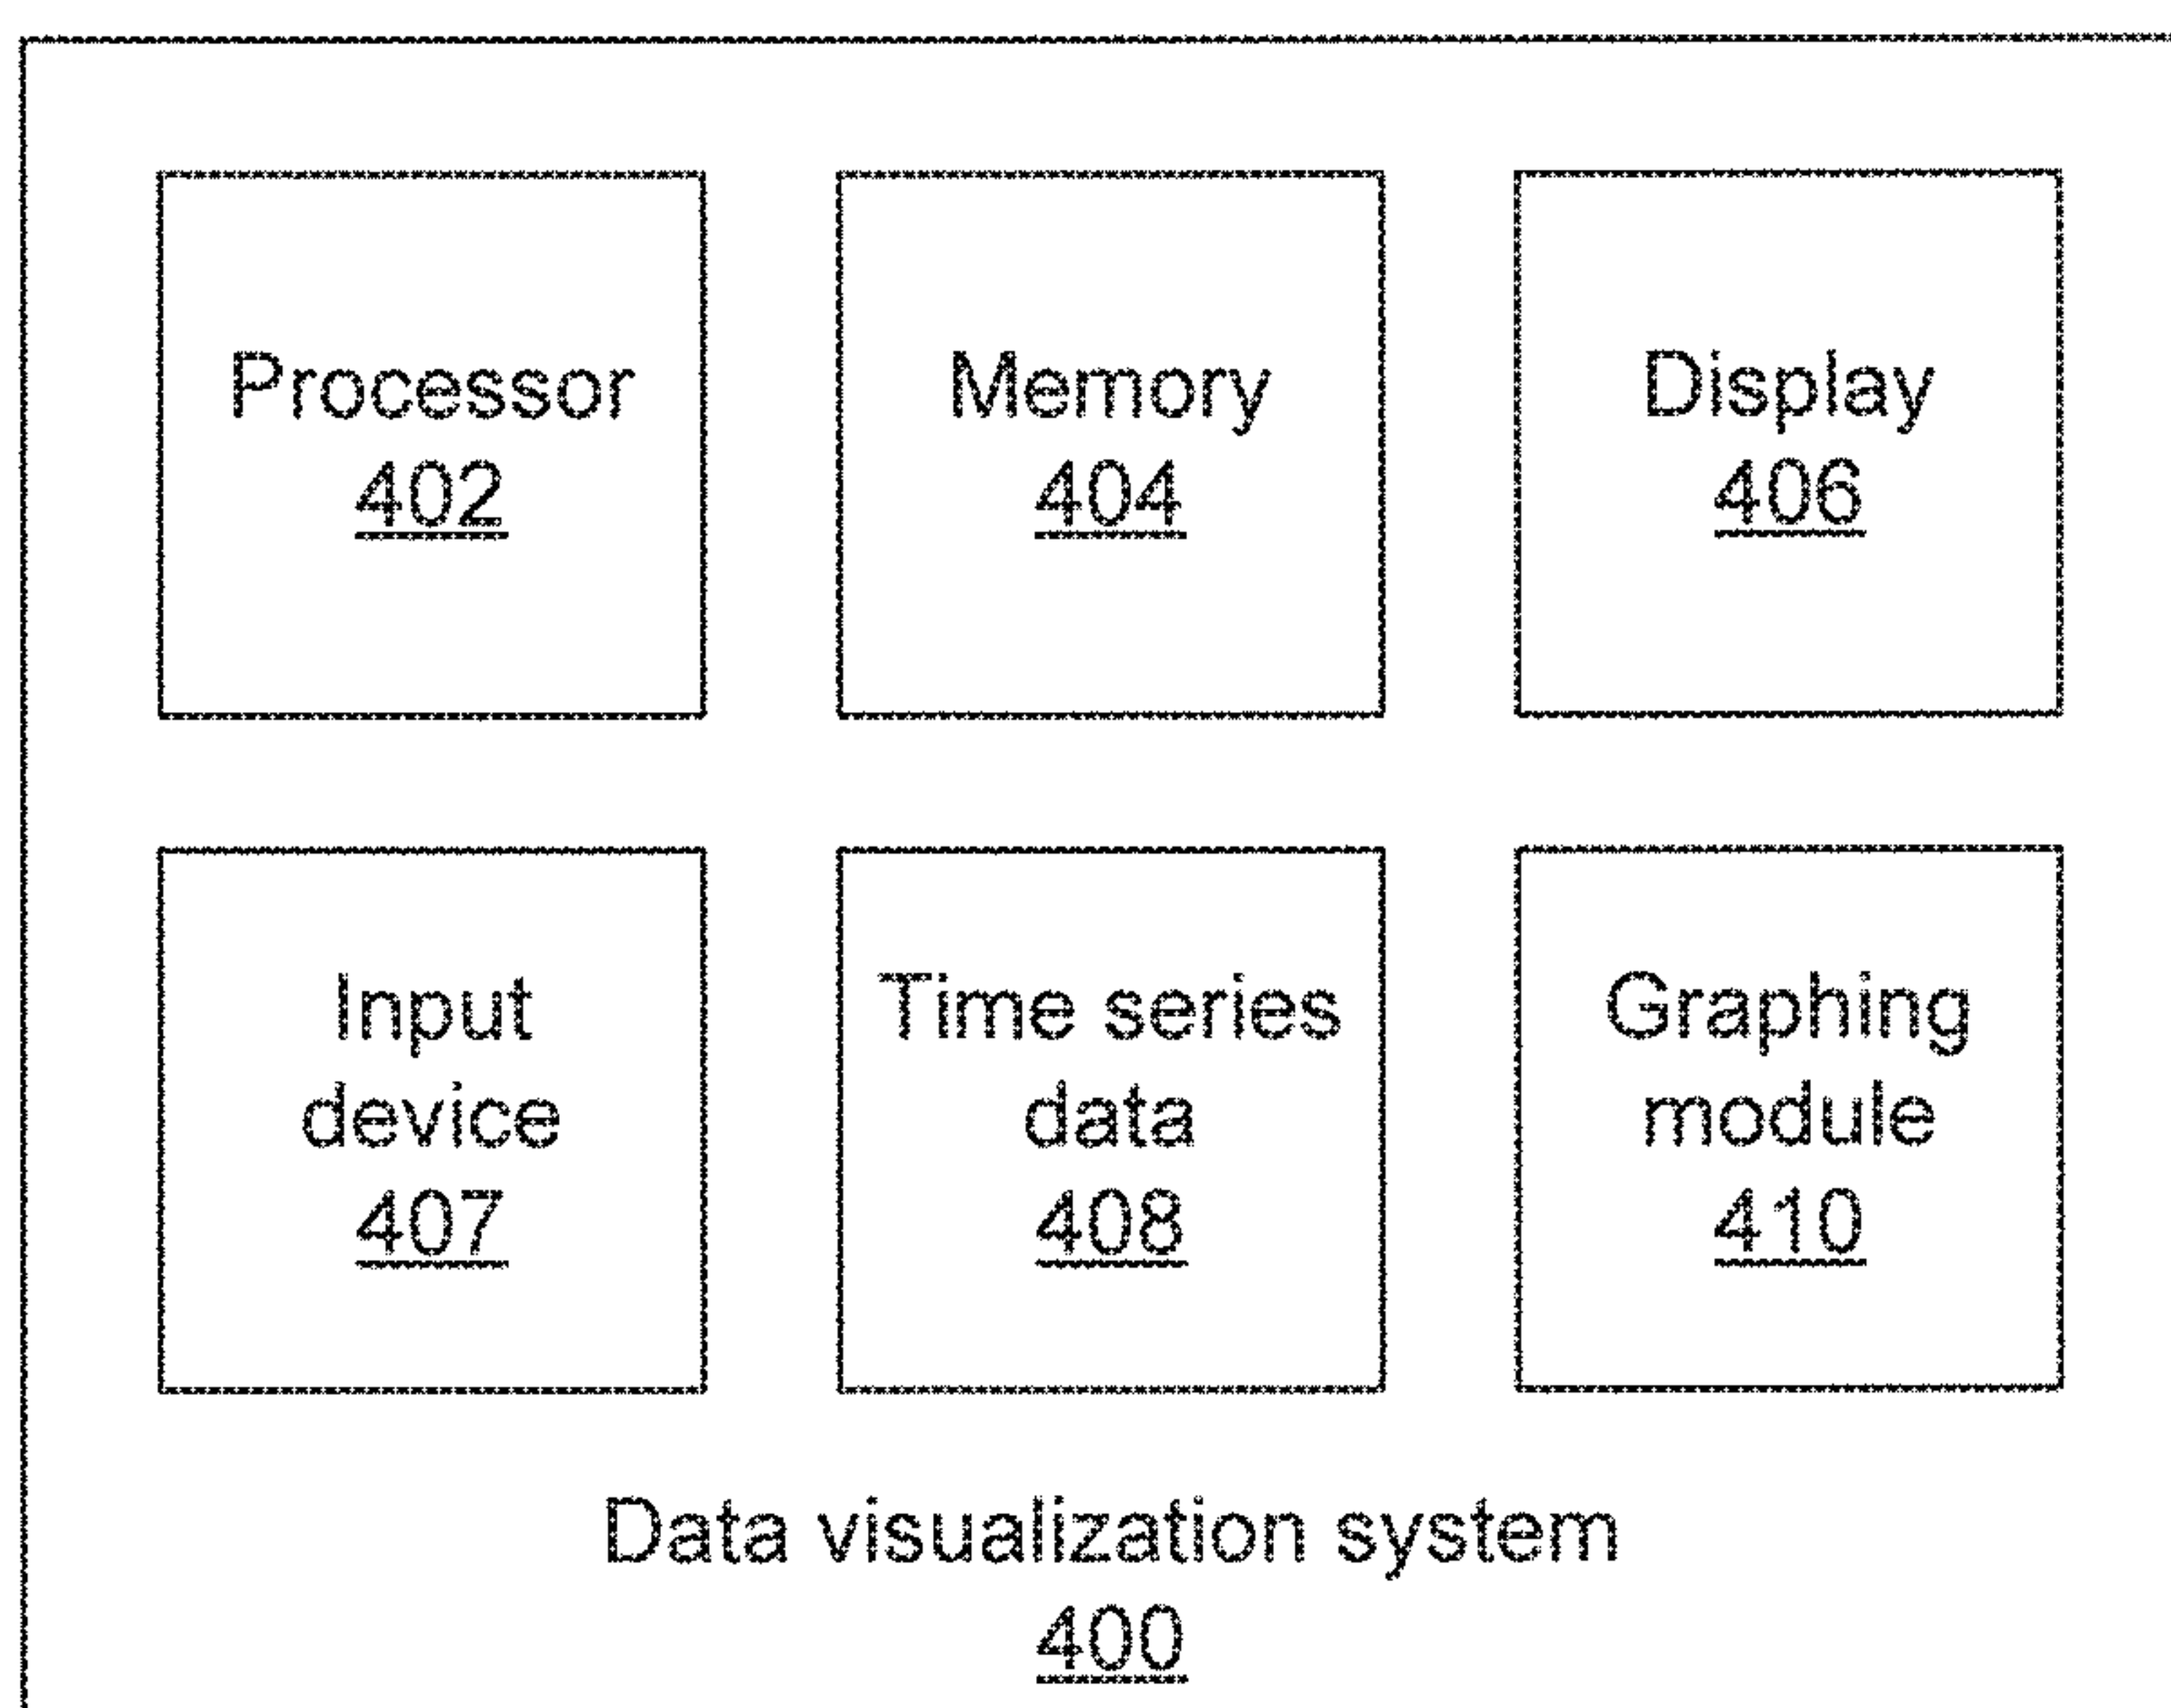 Processor
402
Memory
404
Display
406
Input
device
407
Time series
data
408
Graphing
module
410
Data visualization system
400